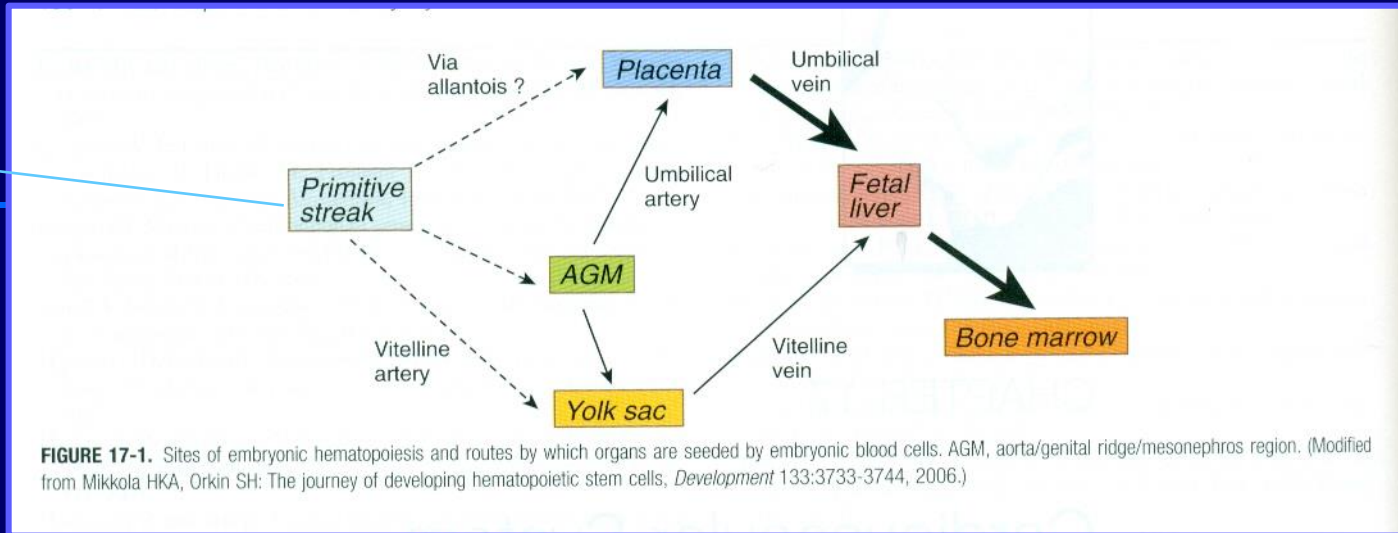 Via
allantois ?
Placenta
Umbilical
vein
Primitive
streak
Umbilical
artery
Fetal
liver
AGM
Bone marrow
Vitelline
artery
Vitelline
vein
Yolk sac
FIGURE 17-1. Sites of embryonic hematopoiesis and routes by which organs are seeded by embryonic blood cells. AGM, aorta/genital ridge/mesonephros region. (Modified
from Mikkola HKA, Orkin SH: The journey of developing hematopoietic stem cells, Development 133:3733-3744, 2006.)